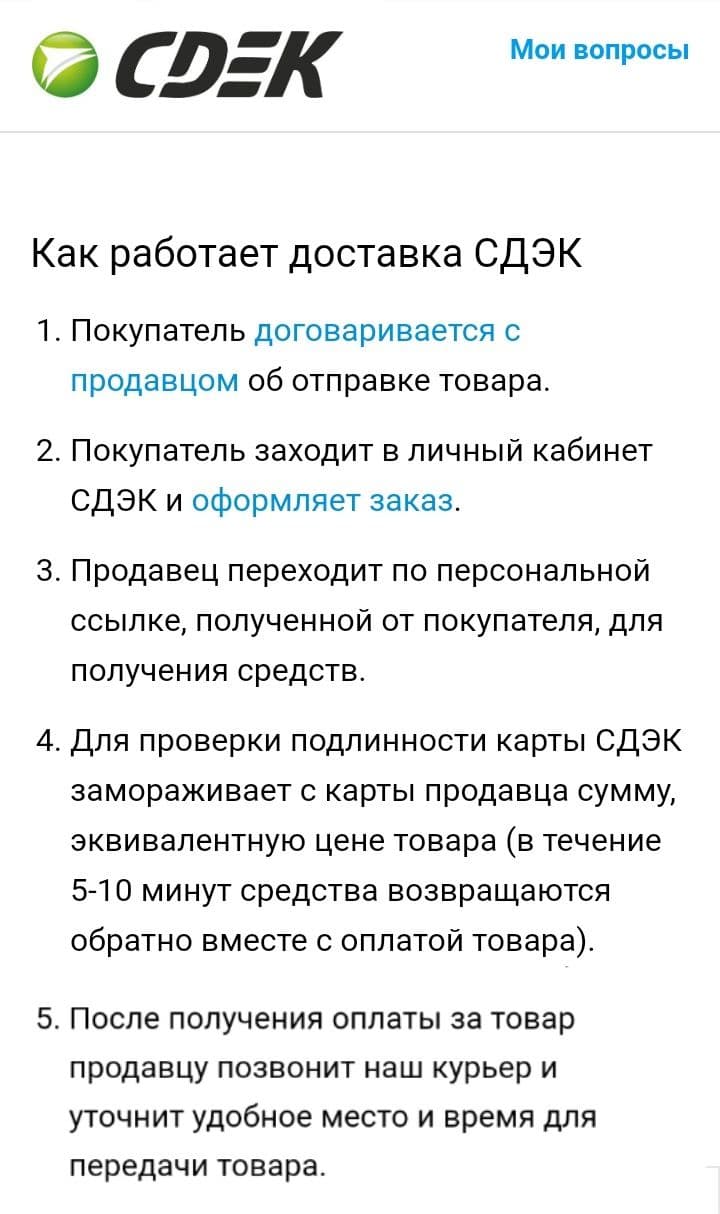 СДЕК
Мои вопросы
Как работает доставка СДЭК
1. Покупатель договаривается с
продавцом об отправке товара.
2. Покупатель заходит в личный кабинет
СДЭК и оформляет заказ.
3. Продавец переходит по персональной
ссылке, полученной от покупателя, для
получения средств.
4. Для проверки подлинности карты СДЭК
замораживает с карты продавца сумму,
эквивалентную цене товара (в течение
5-10 минут средства возвращаются
обратно вместе с оплатой товара).
5. После получения оплаты за товар
продавцу позвонит наш курьер и
уточнит удобное место и время для
передачи товара.